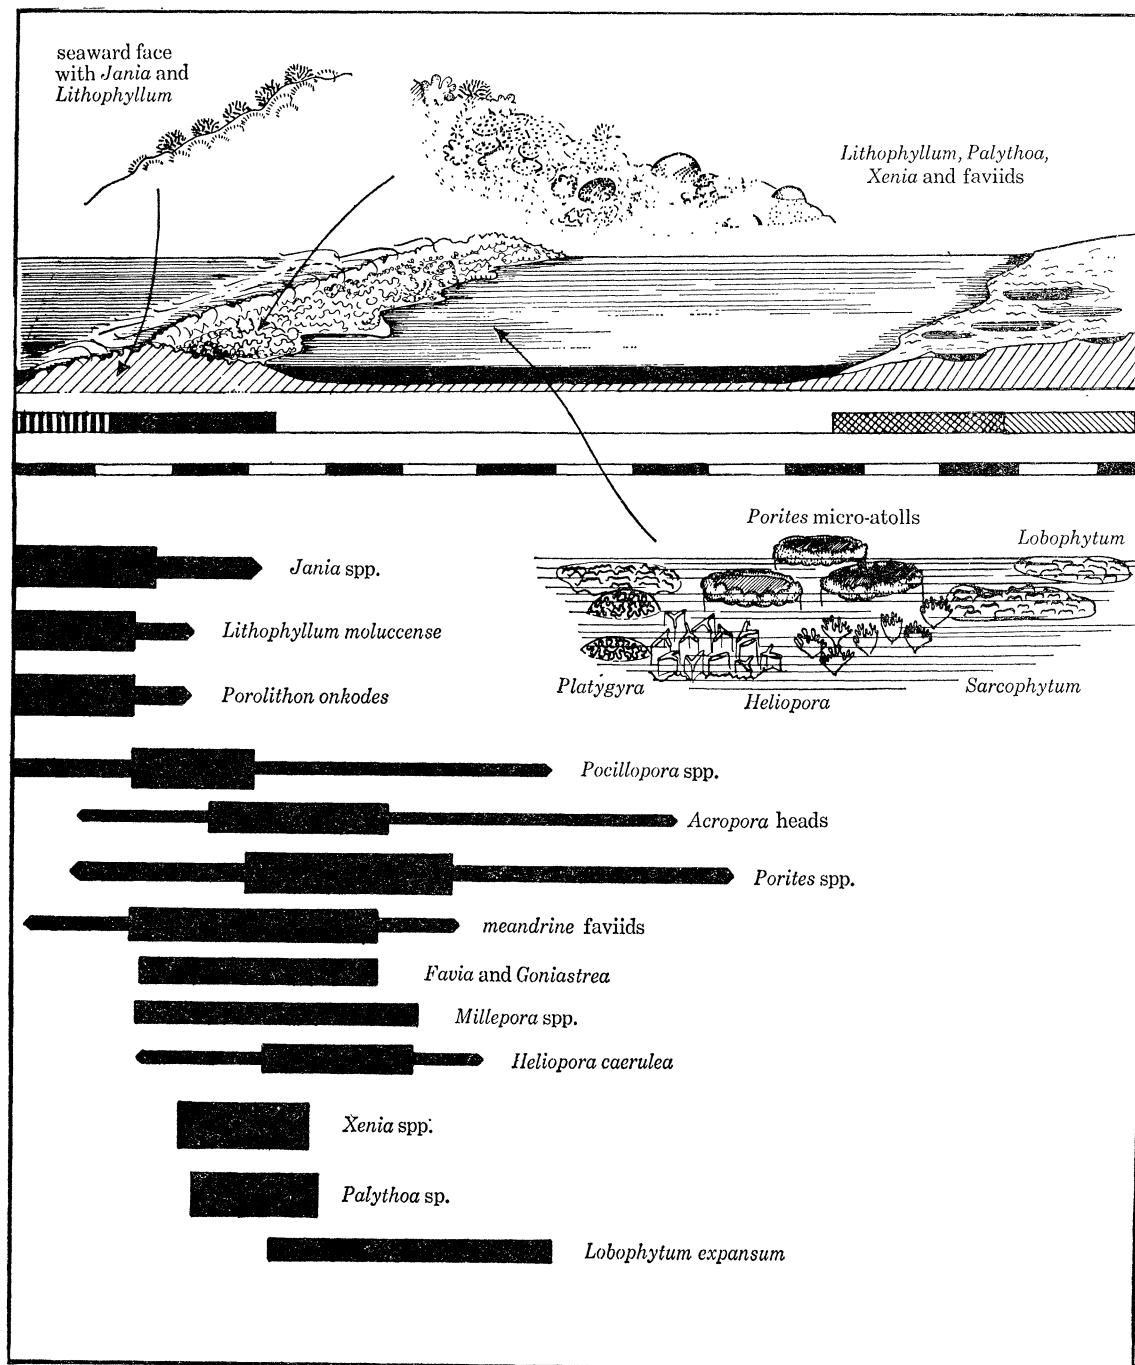 seaward face
with Jania and
Lithophyllum
Lithophyllum, Palythoa,
Xenia and faviids
Porites micro-atolls
Lobophytum
Jania spp.
Lithophyllum moluccense
Platygyra
Sarcophytum
Porolithon onkodes
Heliopora
Pocillopora spp.
Acropora heads
Porites spp.
meandrine faviids
Favia and Goniastrea
Millepora spp.
Heliopora caerulea
Xenia spp.
Palythoa sp.
Lobophytum expansum